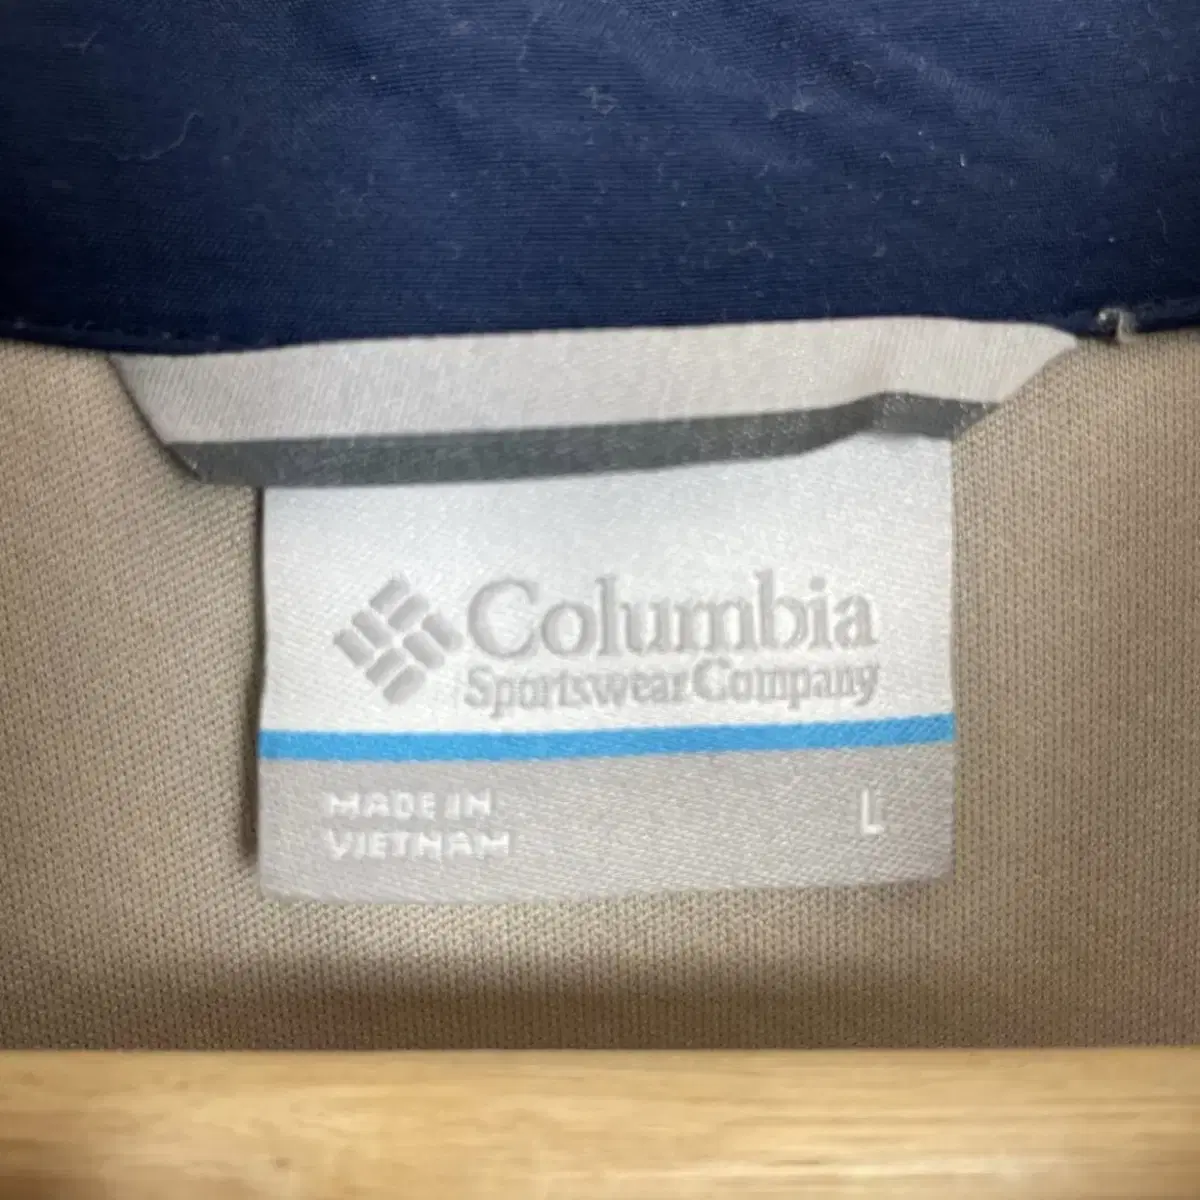 Columbia
Sportswear Company
MADE IN
VIETNAM
L